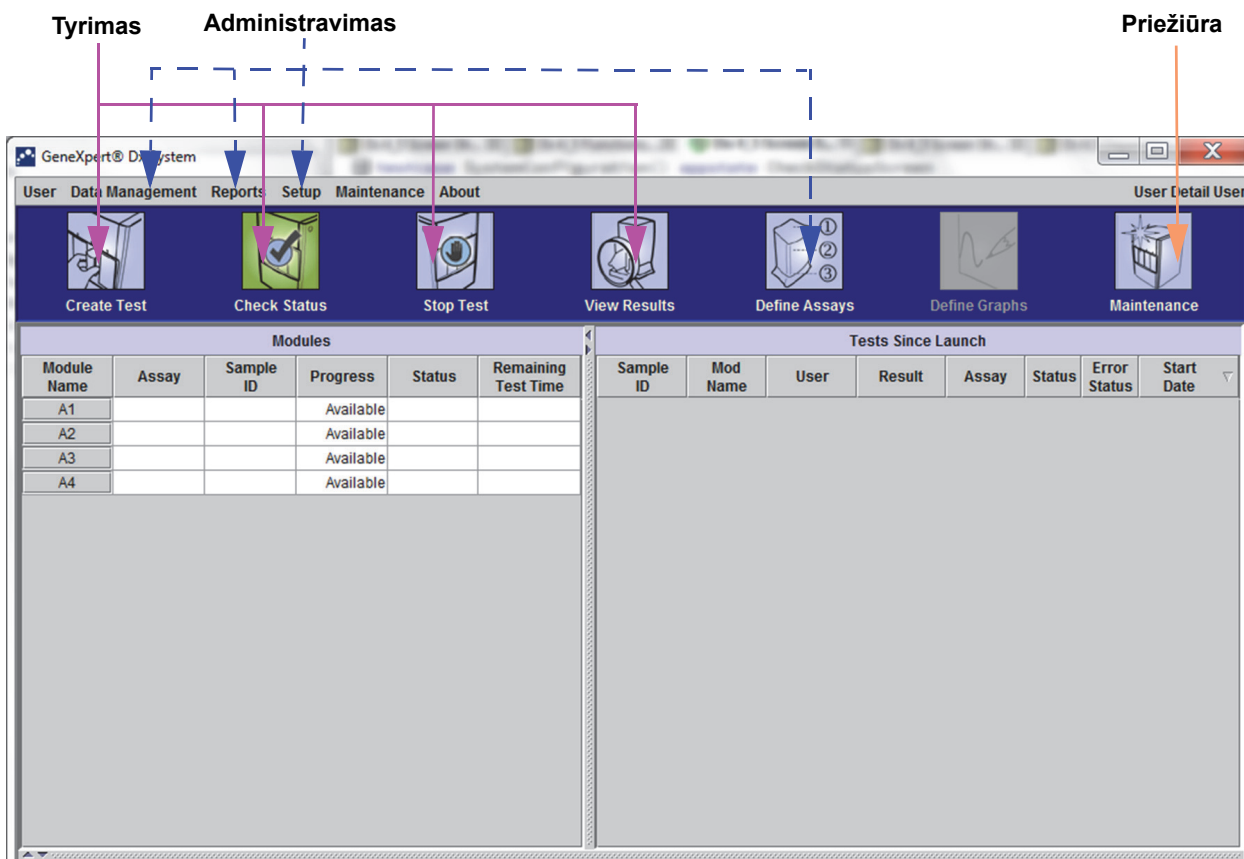 Tyrimas Administravimas Priežiūra
GeneXpert® Dx System
User Data Management Reports Setup Maintenance About User Detail User
① ② ③
Create Test Check Status Stop Test View Results Define Assays Define Graphs Maintenance
Modules Tests Since Launch
Module Name Assay Sample ID Progress Status Remaining Test Time Sample ID Mod Name User Result Assay Status Error Status Start Date
A1 Available
A2 Available
A3 Available
A4 Available